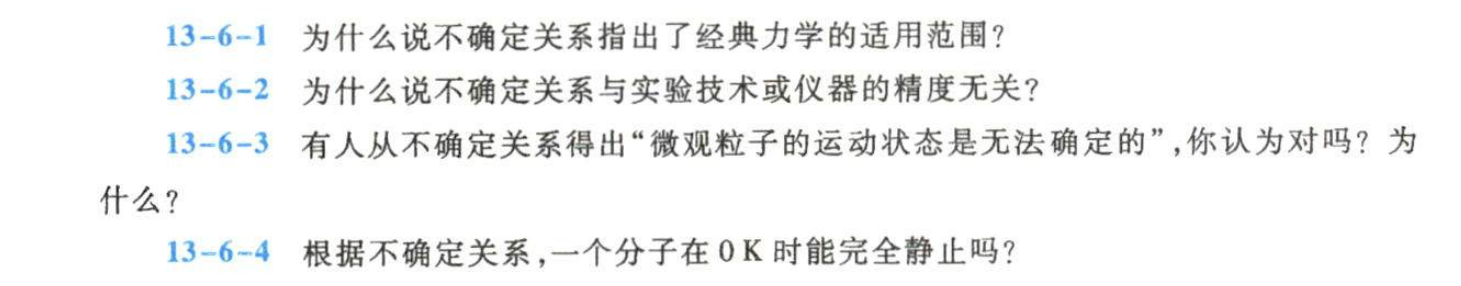 13-6-1 为什么说不确定关系指出了经典力学的适用范围?
13-6-2 为什么说不确定关系与实验技术或仪器的精度无关?
13-6-3 有人从不确定关系得出“微观粒子的运动状态是无法确定的”,你认为对吗? 为
什么?
13-6-4 根据不确定关系,一个分子在 0 K 时能完全静止吗?